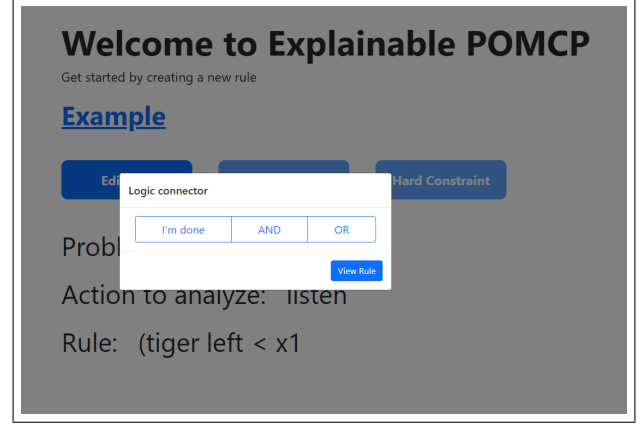 Welcome to Explainable POMCP
Get started by creating a new rule
Example
Hard Constraint
Logic connector
I'm done AND OR
View Rule
Action to analyze: listen
Rule: (tiger left < x1